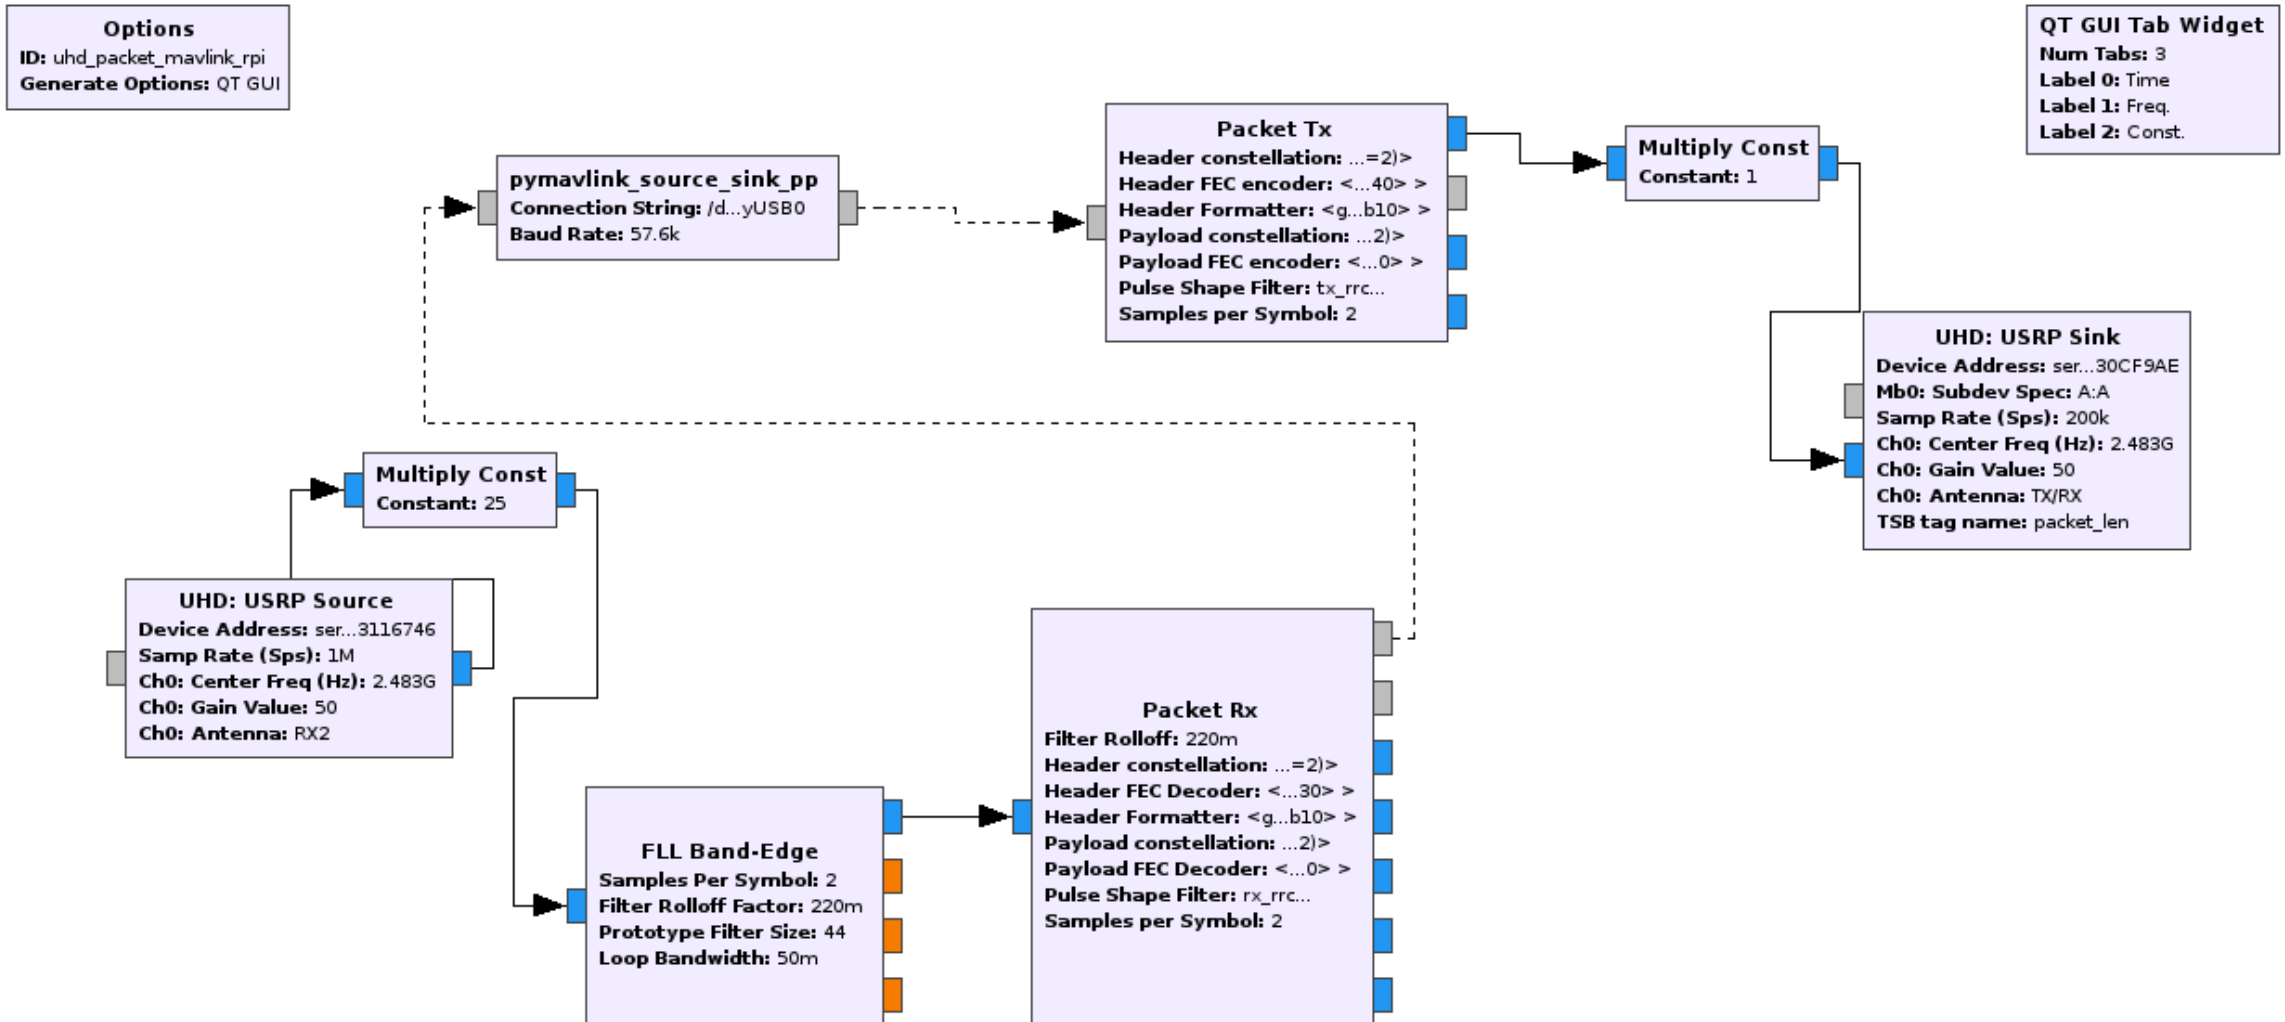 Options
ID: uhd_packet_mavlink_rpi
Generate Options: QT GUI
QT GUI Tab Widget
Num Tabs: 3
Label 0: Time
Label 1: Freq.
Label 2: Const.
pymavlink_source_sink_pp
Connection String: /d...yUSB0
Baud Rate: 57.6k
Packet Tx
Header constellation: ...=2)>
Header FEC encoder: <...40> >
Header Formatter: <g...b10> >
Payload constellation: ...2)>
Payload FEC encoder: <...0> >
Pulse Shape Filter: tx_rrc...
Samples per Symbol: 2
Multiply Const
Constant: 1
UHD: USRP Sink
Device Address: ser...30CF9AE
Mb0: Subdev Spec: A:A
Samp Rate (Sps): 200k
Ch0: Center Freq (Hz): 2.483G
Ch0: Gain Value: 50
Ch0: Antenna: TX/RX
TSB tag name: packet_len
Multiply Const
Constant: 25
UHD: USRP Source
Device Address: ser...3116746
Samp Rate (Sps): 1M
Ch0: Center Freq (Hz): 2.483G
Ch0: Gain Value: 50
Ch0: Antenna: RX2
FLL Band-Edge
Samples Per Symbol: 2
Filter Rolloff Factor: 220m
Prototype Filter Size: 44
Loop Bandwidth: 50m
Packet Rx
Filter Rolloff: 220m
Header constellation: ...=2)>
Header FEC Decoder: <...30> >
Header Formatter: <g...b10> >
Payload constellation: ...2)>
Payload FEC Decoder: <...0> >
Pulse Shape Filter: rx_rrc...
Samples per Symbol: 2